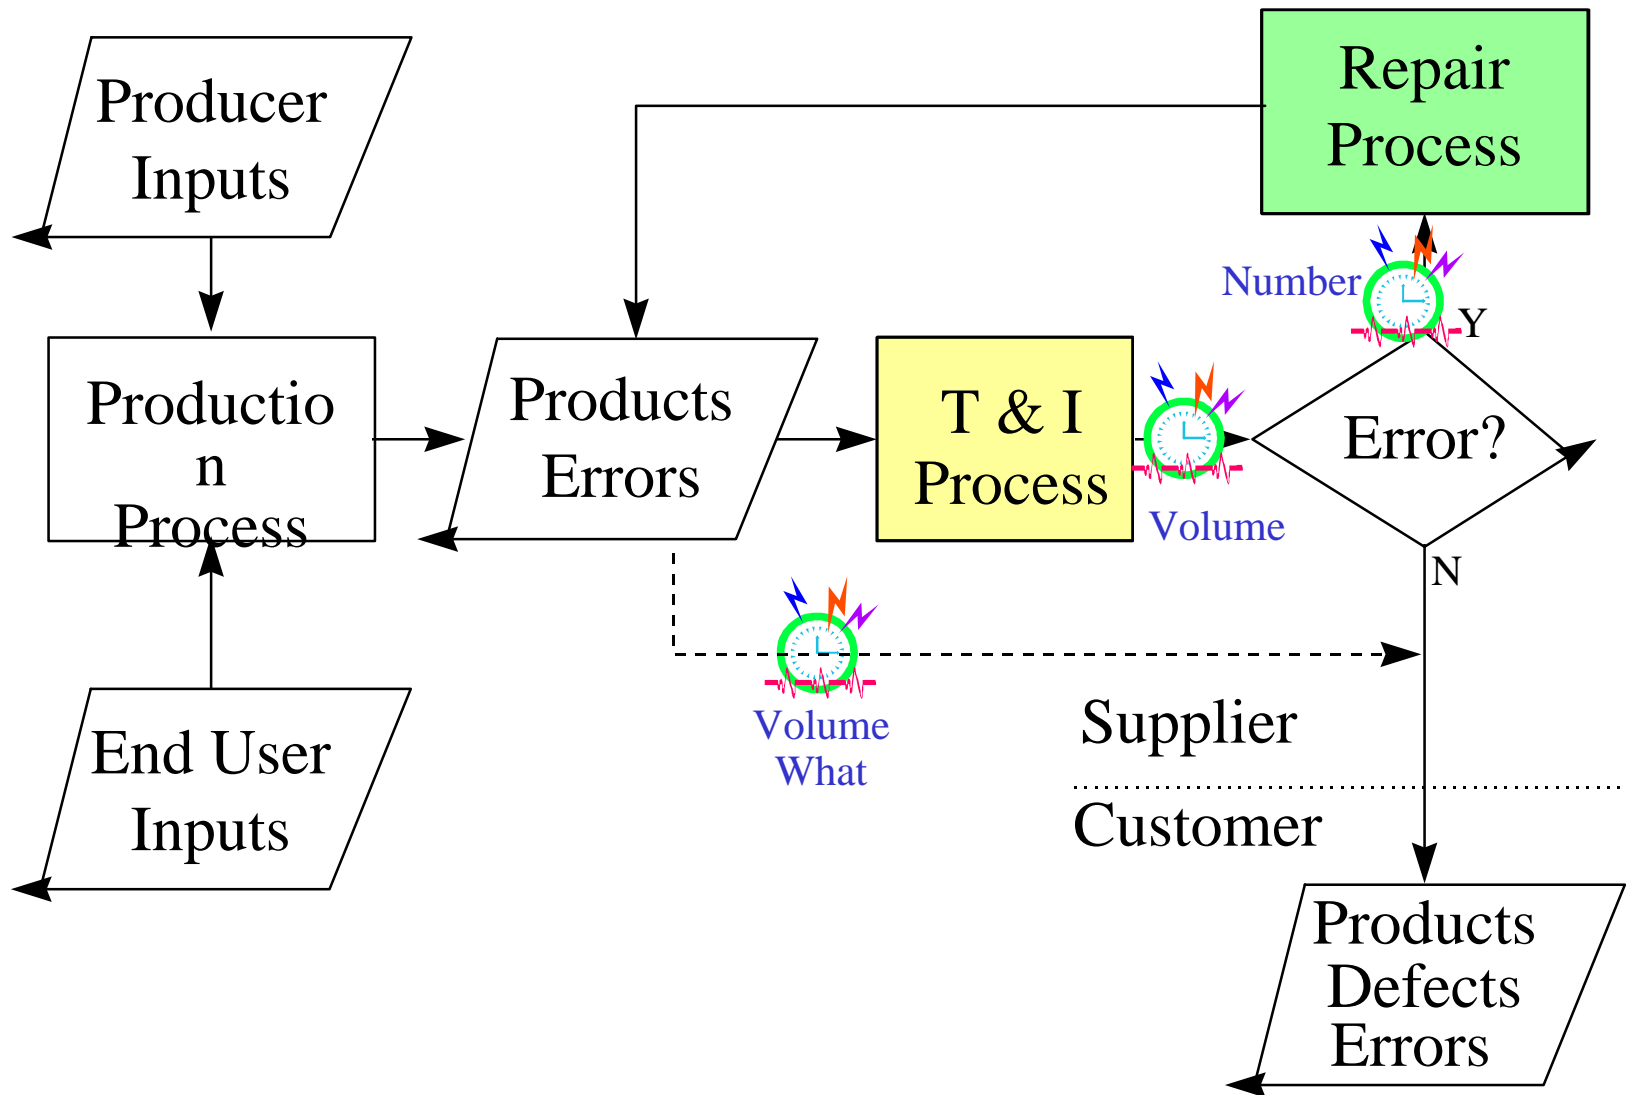 Producer
Inputs
Repair
Process
Number
Y
Productio
n
Process
Products
Errors
T & I
Process
Volume
Error?
N
End User
Inputs
Volume
What
Supplier
Customer
Products
Defects
Errors